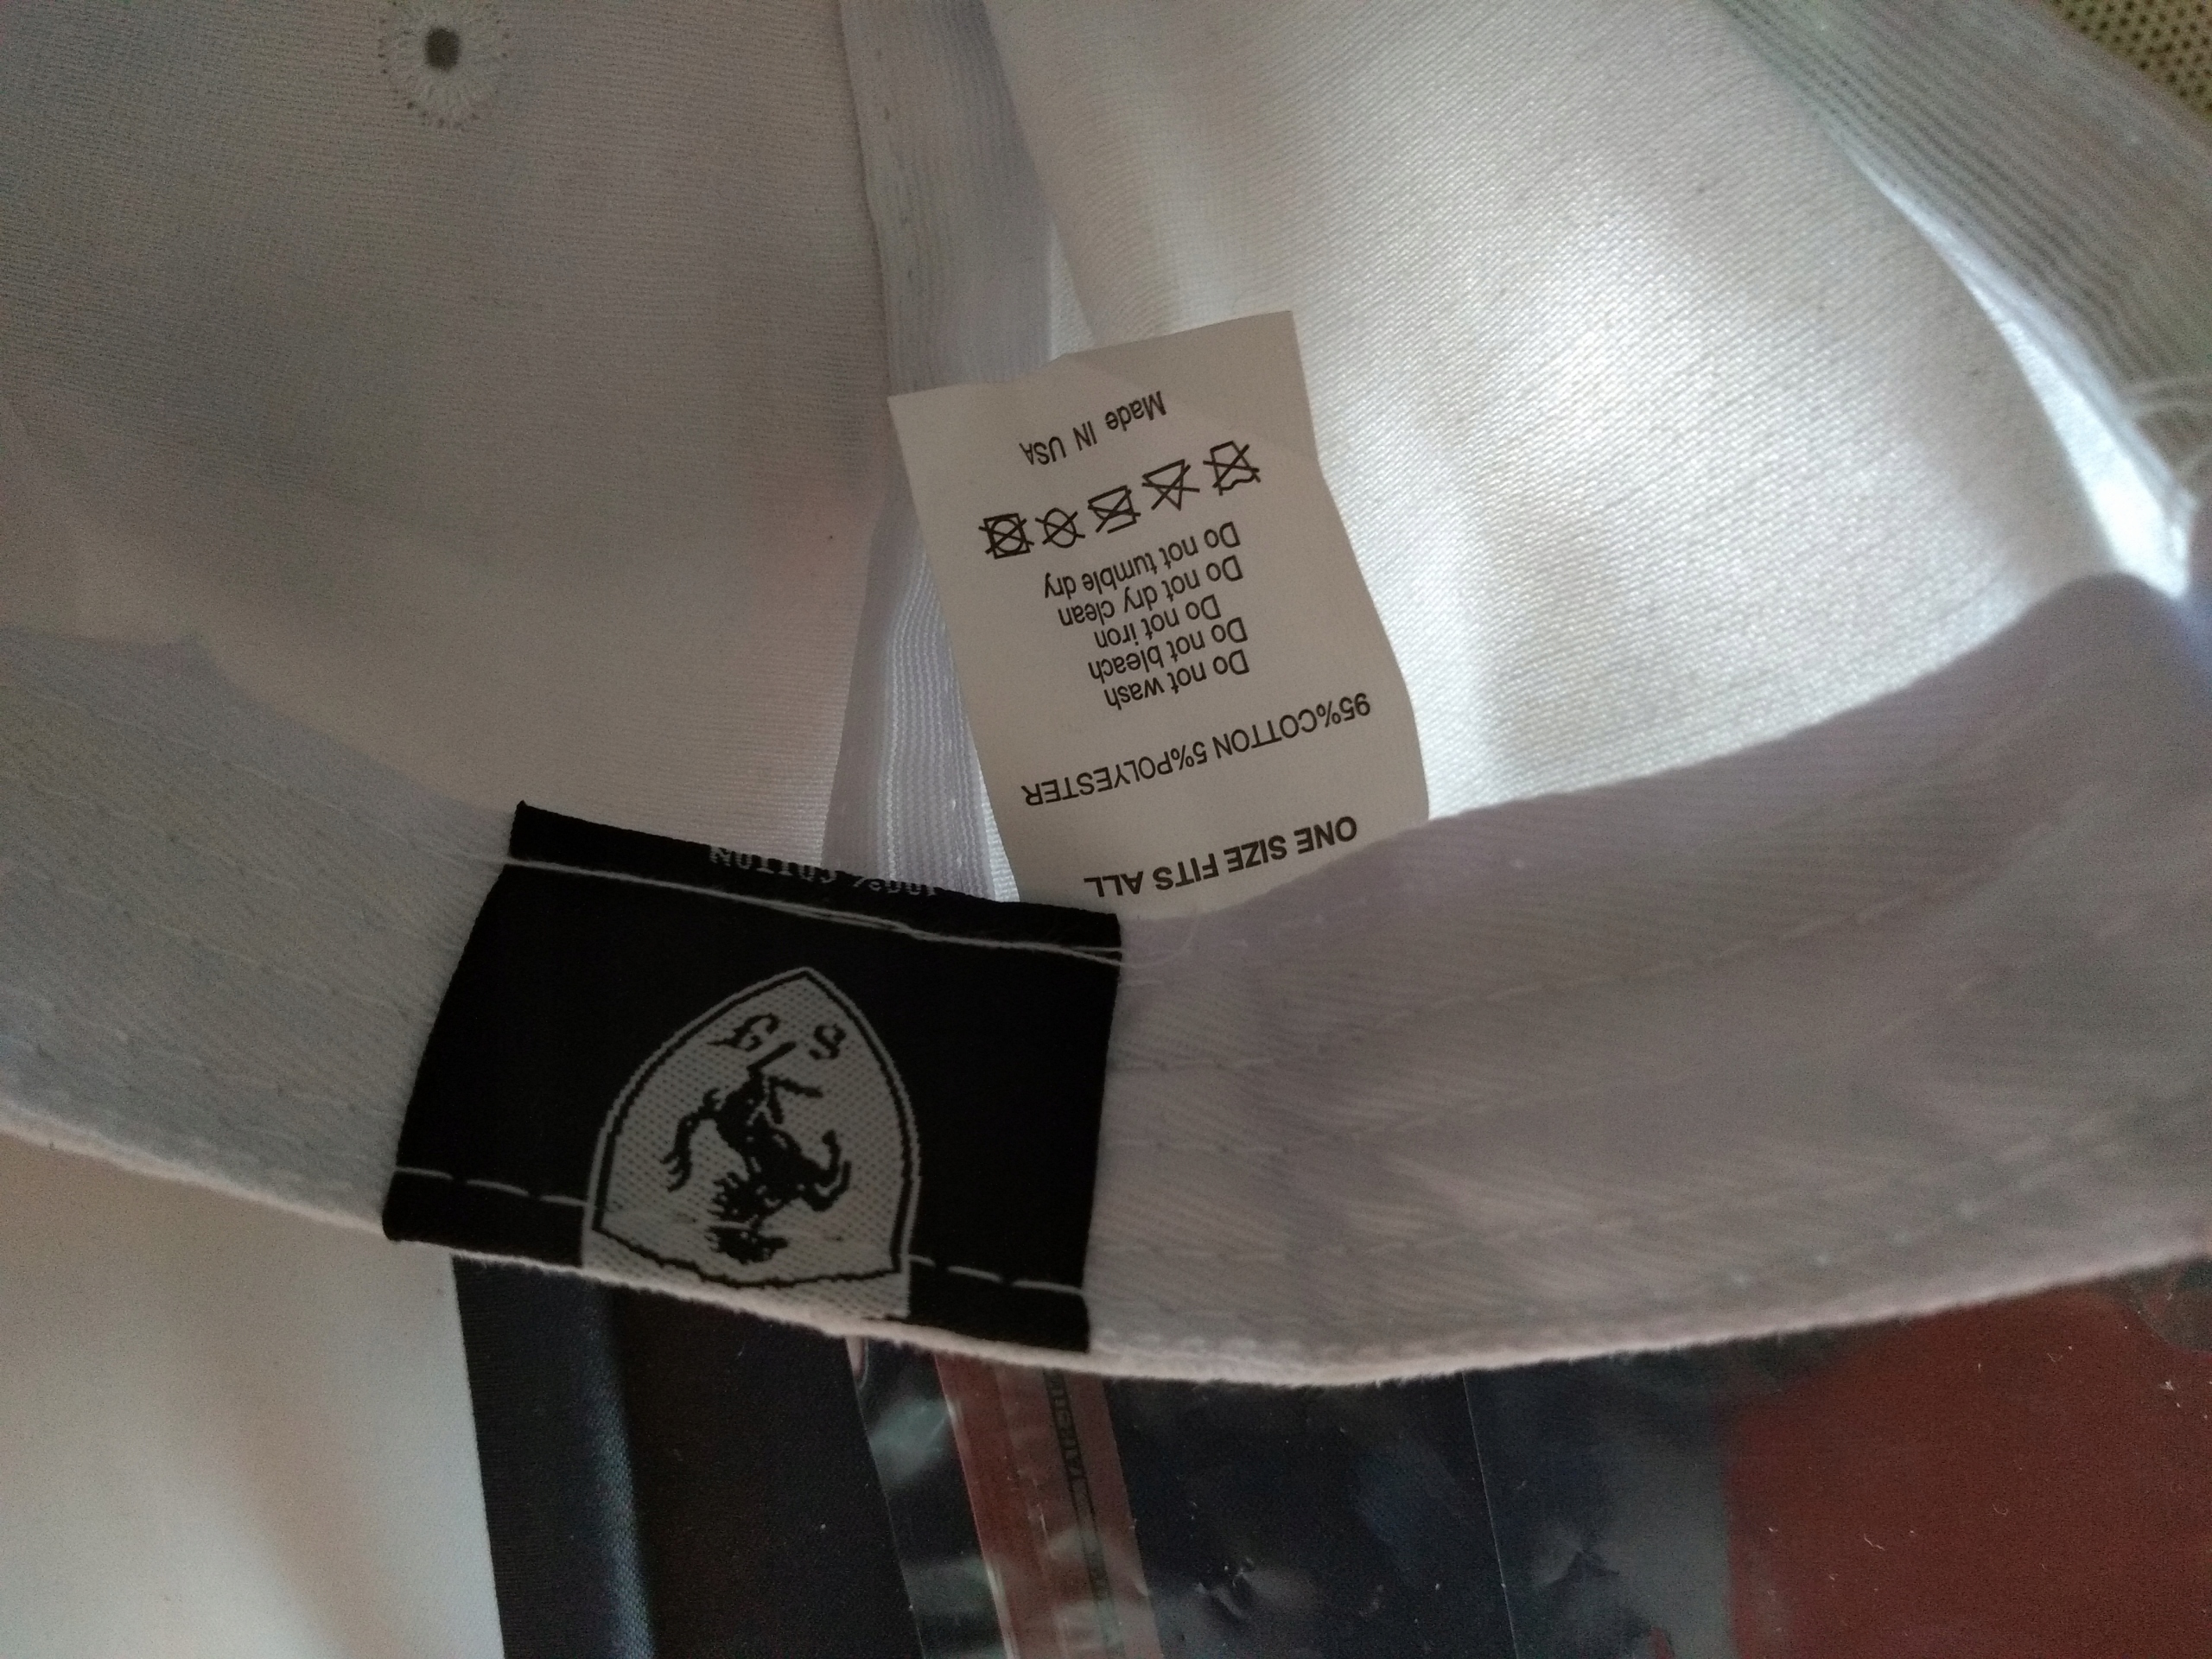 ONE SIZE FITS ALL
95%COTTON 5%POLYESTER
Do not wash
Do not bleach
Do not iron
Do not dry clean
Do not tumble dry
Made IN USA
100% COTTON
S F